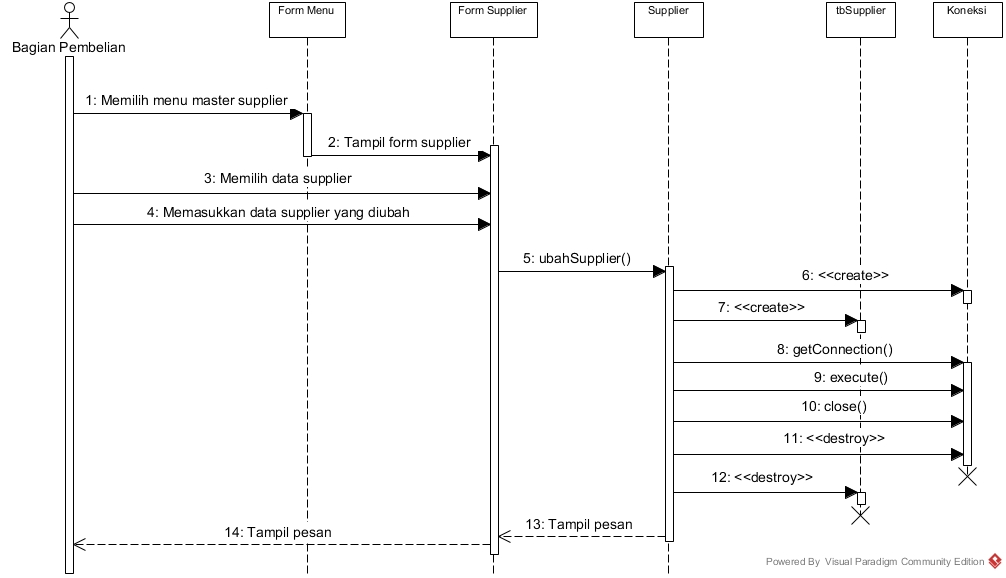 Form Menu
Form Supplier
Supplier
tbSupplier
Koneksi
Bagian Pembelian
1: Memilih menu master supplier
2: Tampil form supplier
3: Memilih data supplier
4: Memasukkan data supplier yang diubah
5: ubahSupplier()
6: <<create>>
7: <<create>>
8: getConnection()
9: execute()
10: close()
11: <<destroy>>
12: <<destroy>>
13: Tampil pesan
14: Tampil pesan
Powered By Visual Paradigm Community Edition